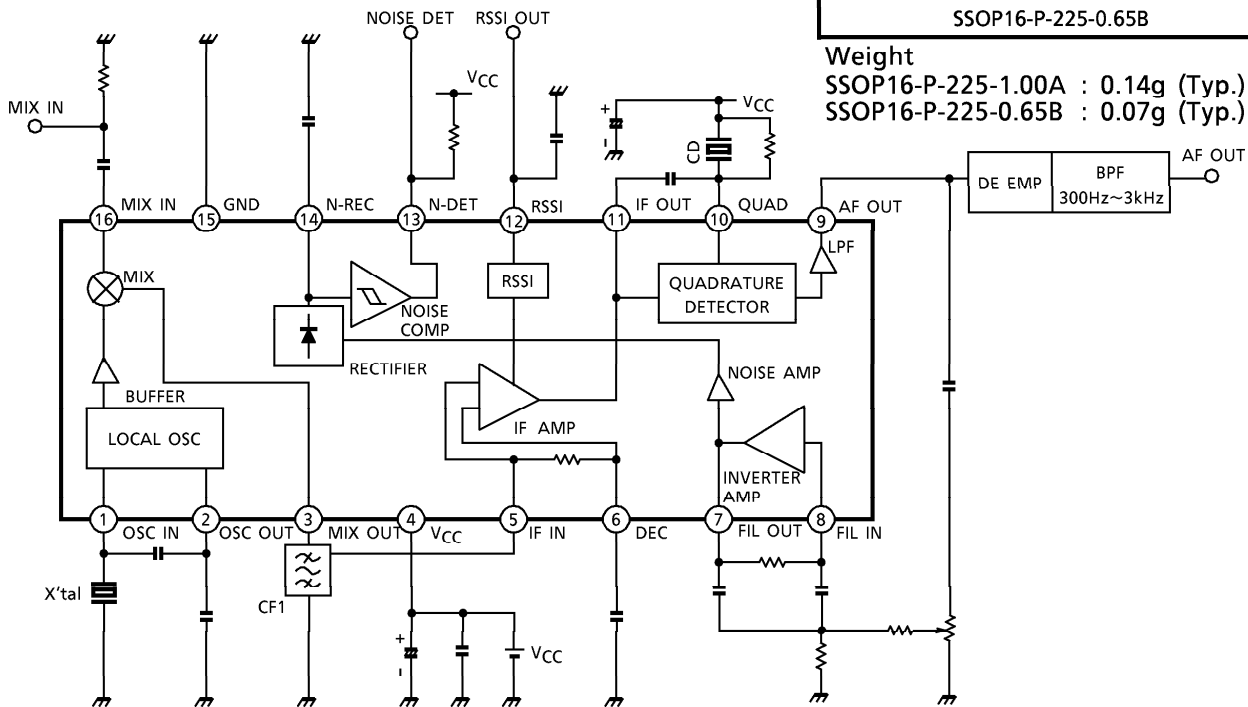 SSOP16-P-225-0.65B
Weight
SSOP16-P-225-1.00A : 0.14g (Typ.)
SSOP16-P-225-0.65B : 0.07g (Typ.)
NOISE DET
RSSI OUT
VCC
MIX IN
+
-
VCC
CD
AF OUT
DE EMP
BPF
300Hz~3kHz
16
MIX IN
15
GND
14
N-REC
13
N-DET
12
RSSI
11
IF OUT
10
QUAD
9
AF OUT
LPF
MIX
RSSI
QUADRATURE
DETECTOR
NOISE
COMP
RECTIFIER
NOISE AMP
BUFFER
LOCAL OSC
IF AMP
INVERTER
AMP
1
OSC IN
2
OSC OUT
3
MIX OUT
4
VCC
5
IF IN
6
DEC
7
FIL OUT
8
FIL IN
X'tal
CF1
+
-
VCC